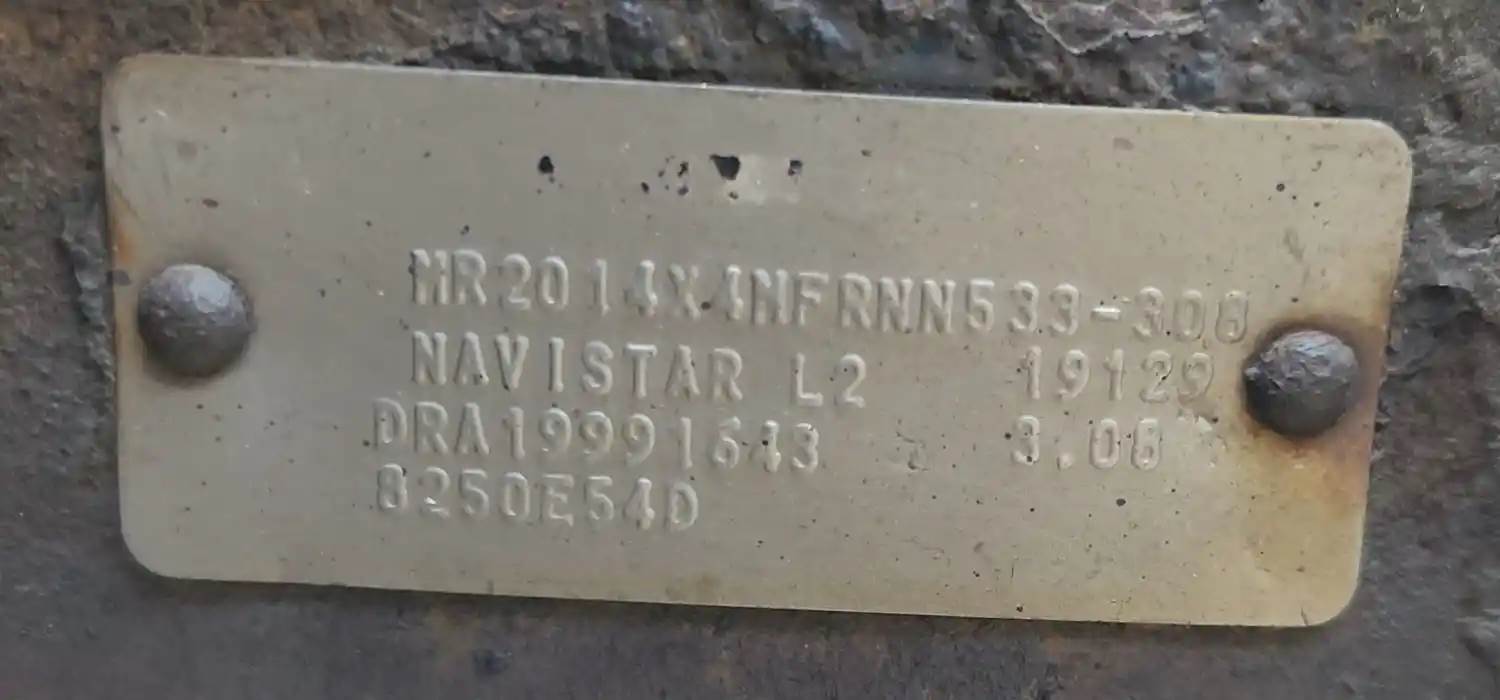 MR2014X4NFRNN533-308
NAVISTAR L2 19129
DRA19991643 3.08
8250E54D